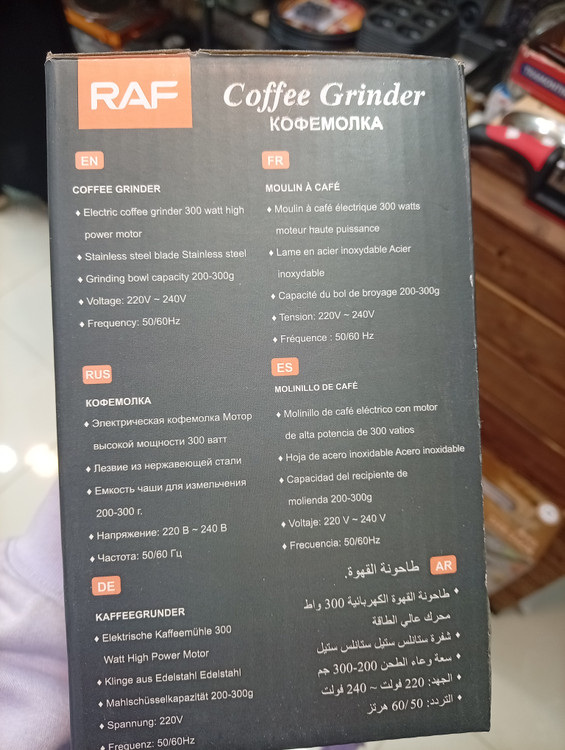 RAF
Coffee Grinder
КОФЕМОЛКА
EN
COFFEE GRINDER
♦ Electric coffee grinder 300 watt high
power motor
♦ Stainless steel blade Stainless steel
♦ Grinding bowl capacity 200-300g
♦ Voltage: 220V ~ 240V
♦ Frequency: 50/60Hz
FR
MOULIN À CAFÉ
♦ Moulin à café électrique 300 watts
moteur haute puissance
♦ Lame en acier inoxydable Acier
inoxydable
♦ Capacité du bol de broyage 200-300g
♦ Tension: 220V ~ 240V
♦ Fréquence : 50/60 Hz
RUS
КОФЕМОЛКА
♦ Электрическая кофемолка Мотор
высокой мощности 300 ватт
♦ Лезвие из нержавеющей стали
♦ Емкость чаши для измельчения
200-300 г.
♦ Напряжение: 220 В ~ 240 В
♦ Частота: 50/60 Гц
ES
MOLINILLO DE CAFÉ
♦ Molinillo de café eléctrico con motor
de alta potencia de 300 vatios
♦ Hoja de acero inoxidable Acero inoxidable
♦ Capacidad del recipiente de
molienda 200-300g
♦ Voltaje: 220 V ~ 240 V
♦ Frecuencia: 50/60Hz
DE
KAFFEEGRUNDER
♦ Elektrische Kaffeemühle 300
Watt High Power Motor
♦ Klinge aus Edelstahl Edelstahl
♦ Mahlschüsselkapazität 200-300g
♦ Spannung: 220V
♦ Frequenz: 50/60Hz
AR
طاحونة القهوة.
♦ طاحونة القهوة الكهربائية 300 واط
محرك عالي الطاقة
♦ شفرة ستانلس ستيل ستانلس ستيل
♦ سعة وعاء الطحن 200-300 جم
♦ الجهد: 220 فولت ~ 240 فولت
♦ التردد: 50/60 هرتز